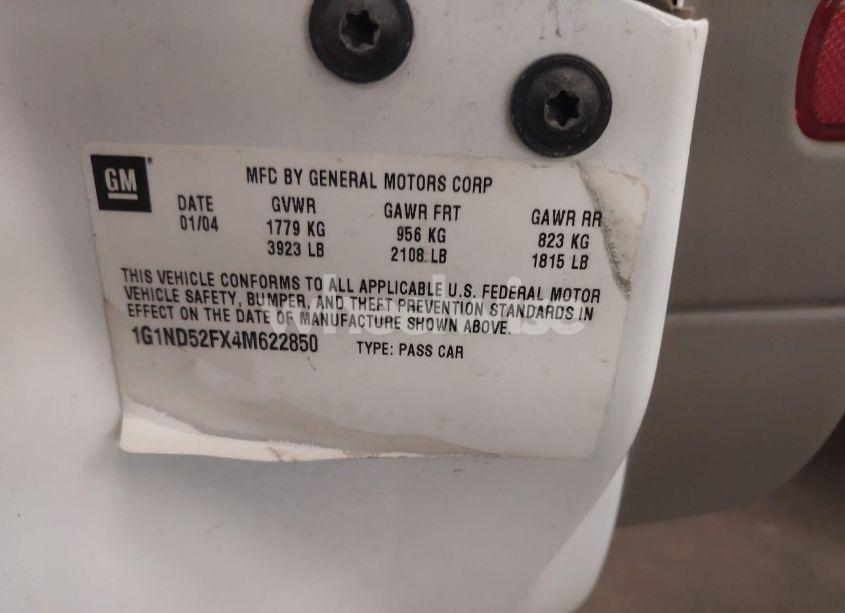 GM
MFD BY GENERAL MOTORS CORP
DATE GVWR GAWR FRT GAWR RR
01/04 1779 KG 956 KG 823 KG
3923 LB 2108 LB 1815 LB
THIS VEHICLE CONFORMS TO ALL APPLICABLE U.S. FEDERAL MOTOR
VEHICLE SAFETY, BUMPER, AND THEFT PREVENTION STANDARDS IN
EFFECT ON THE DATE OF MANUFACTURE SHOWN ABOVE.
1G1ND52FX4M622850 TYPE: PASS CAR